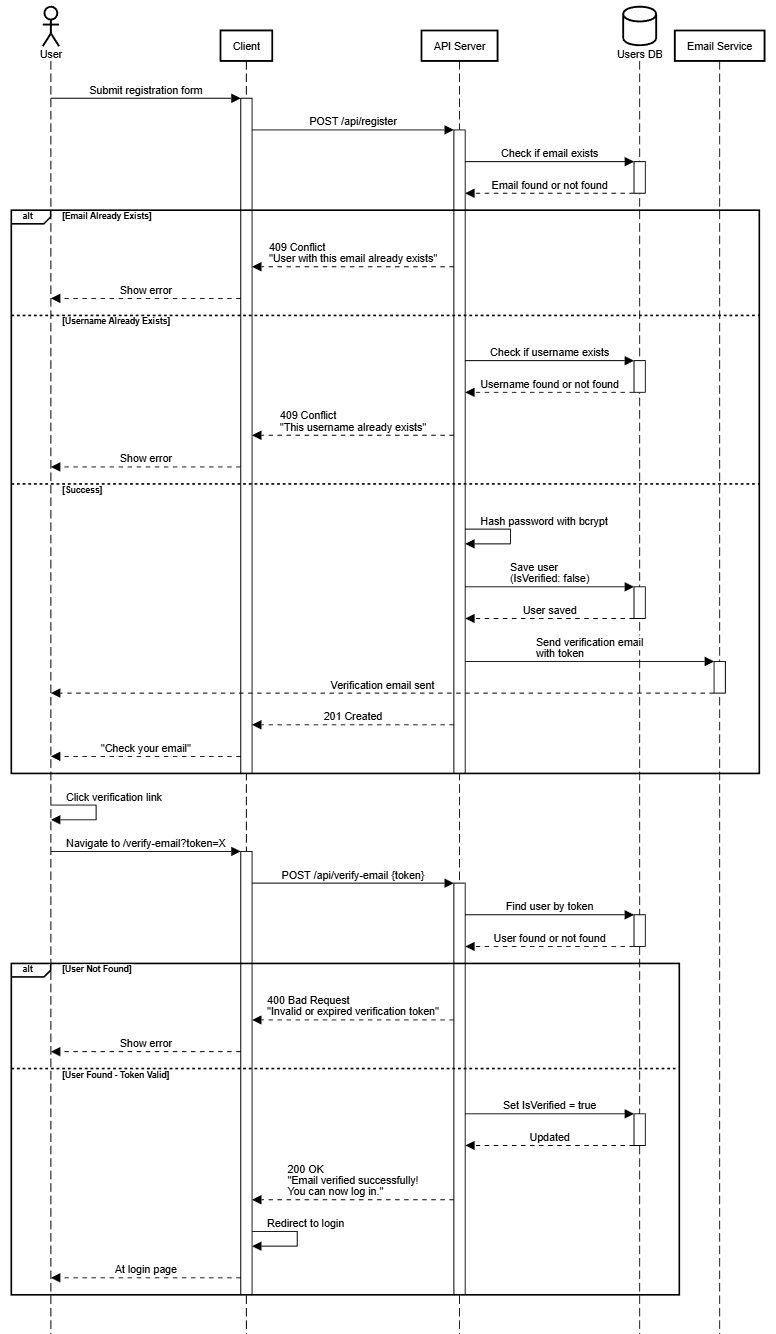 User
Client
API Server
Users DB
Email Service
Submit registration form
POST /api/register
Check if email exists
Email found or not found
alt
[Email Already Exists]
409 Conflict
"User with this email already exists"
Show error
[Username Already Exists]
Check if username exists
Username found or not found
409 Conflict
"This username already exists"
Show error
[Success]
Hash password with bcrypt
Save user
(IsVerified: false)
User saved
Send verification email
with token
Verification email sent
201 Created
"Check your email"
Click verification link
Navigate to /verify-email?token=X
POST /api/verify-email {token}
Find user by token
User found or not found
alt
[User Not Found]
400 Bad Request
"Invalid or expired verification token"
Show error
[User Found - Token Valid]
Set IsVerified = true
Updated
200 OK
"Email verified successfully!
You can now log in."
Redirect to login
At login page